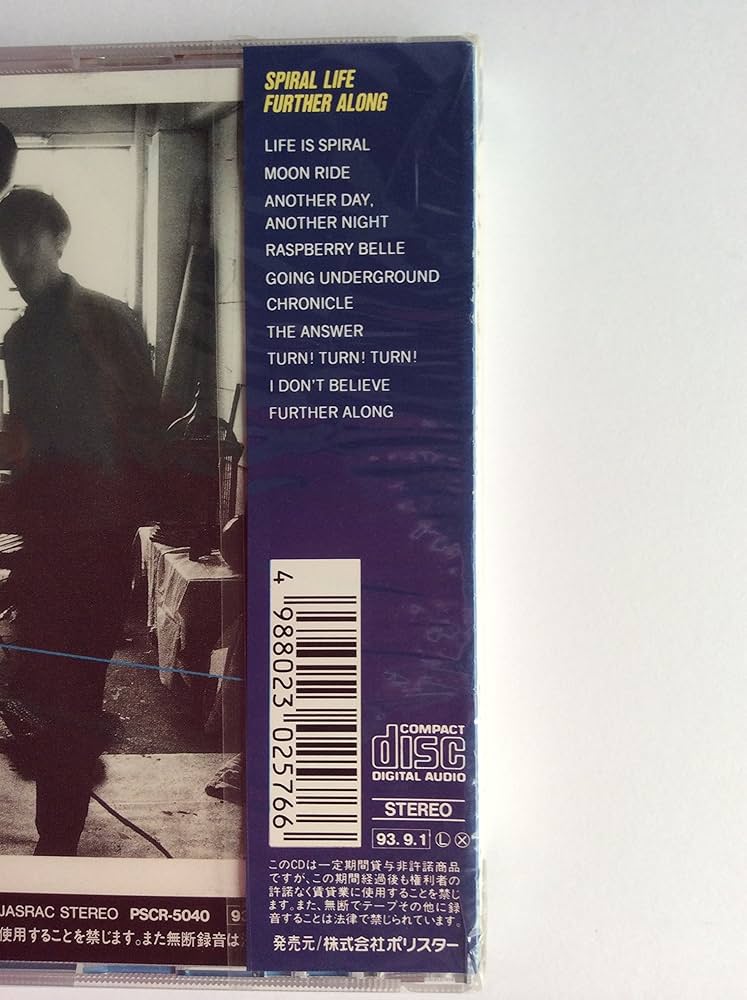 SPIRAL LIFE
FURTHER ALONG
LIFE IS SPIRAL
MOON RIDE
ANOTHER DAY,
ANOTHER NIGHT
RASPBERRY BELLE
GOING UNDERGROUND
CHRONICLE
THE ANSWER
TURN! TURN! TURN!
I DON'T BELIEVE
FURTHER ALONG
4 988023 025766
COMPACT
disc
DIGITAL AUDIO
STEREO
93.9.1 Ⓛ ⓧ
このCDは一定期間貸与非許諾商品
ですが、この期間経過後も権利者の
許諾なく賃貸業に使用することを禁じ
ます。また、無断でテープその他に録
音することは法律で禁じられています。
発売元/株式会社ポリスター
JASRAC STEREO PSCR-5040
使用することを禁じます。また無断録音は